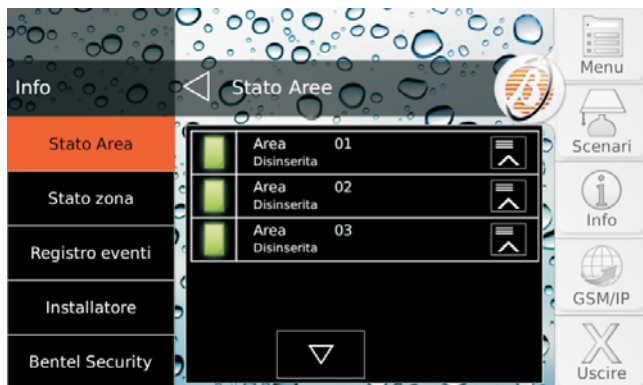 Info
Stato Aree
Stato Area
Stato zona
Registro eventi
Installatore
Bentel Security
Area 01
Disinserita
Area 02
Disinserita
Area 03
Disinserita
Menu
Scenari
Info
GSM/IP
Uscire